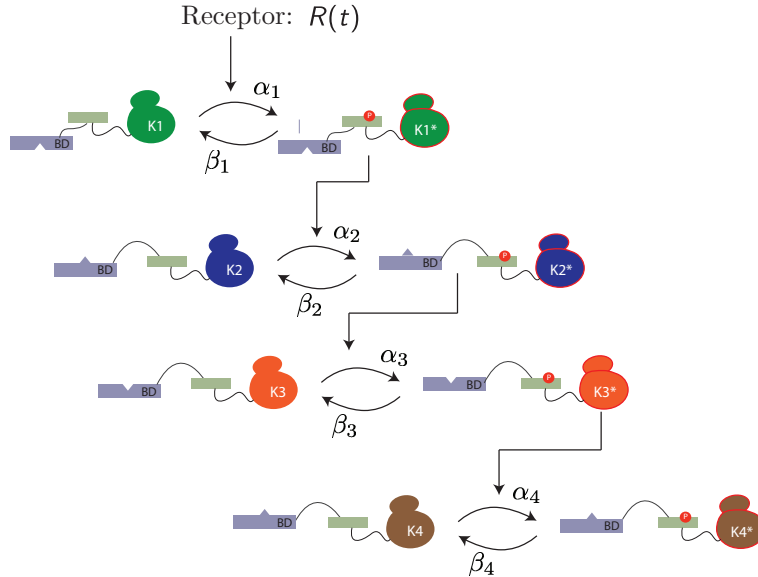 Receptor: R(t)
α1
K1
BD
P
K1*
BD
β1
α2
K2
BD
P
K2*
BD
β2
α3
K3
BD
P
K3*
BD
β3
α4
K4
BD
P
K4*
BD
β4